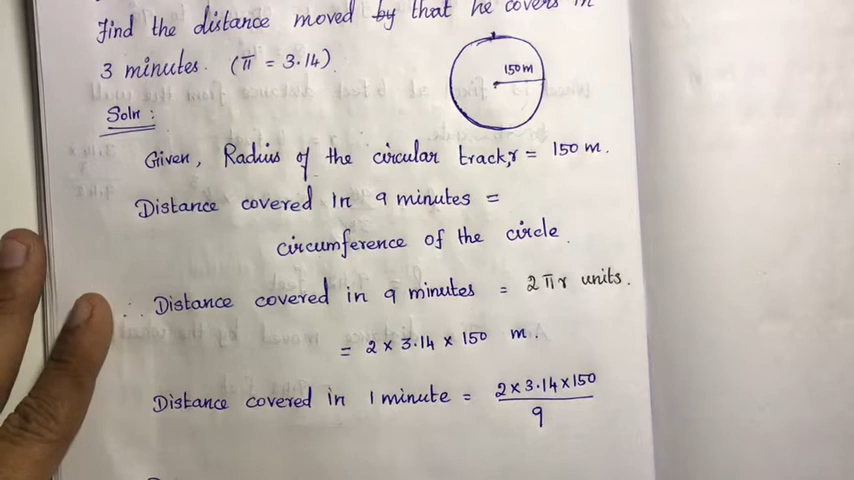 Find the distance moved by that he covers in
3 minutes. (π = 3.14)
150m
Soln :
Given, Radius of the circular track, r = 150 m.
Distance covered in 9 minutes =
circumference of the circle.
∴ Distance covered in 9 minutes = 2πr units.
= 2 × 3.14 × 150 m.
Distance covered in 1 minute = 2 × 3.14 × 150
9